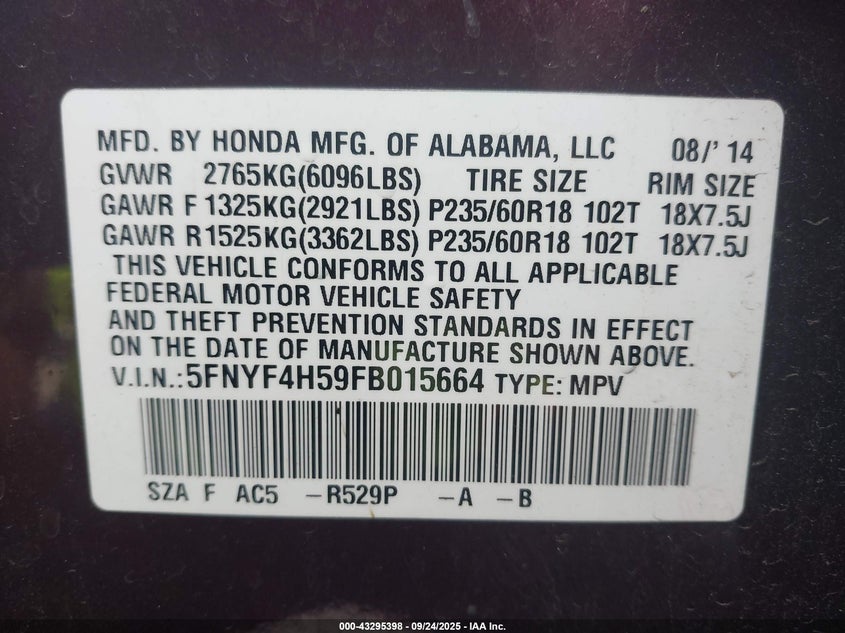 MFD. BY HONDA MFG. OF ALABAMA, LLC 08/' 14
GVWR 2765KG(6096LBS) TIRE SIZE RIM SIZE
GAWR F 1325KG(2921LBS) P235/60R18 102T 18X7.5J
GAWR R1525KG(3362LBS) P235/60R18 102T 18X7.5J
THIS VEHICLE CONFORMS TO ALL APPLICABLE
FEDERAL MOTOR VEHICLE SAFETY
AND THEFT PREVENTION STANDARDS IN EFFECT
ON THE DATE OF MANUFACTURE SHOWN ABOVE.
V.I.N.:5FNYF4H59FB015664 TYPE: MPV
SZA F AC5 –R529P –A –B
000-43295398 - 09/24/2025 - IAA Inc.